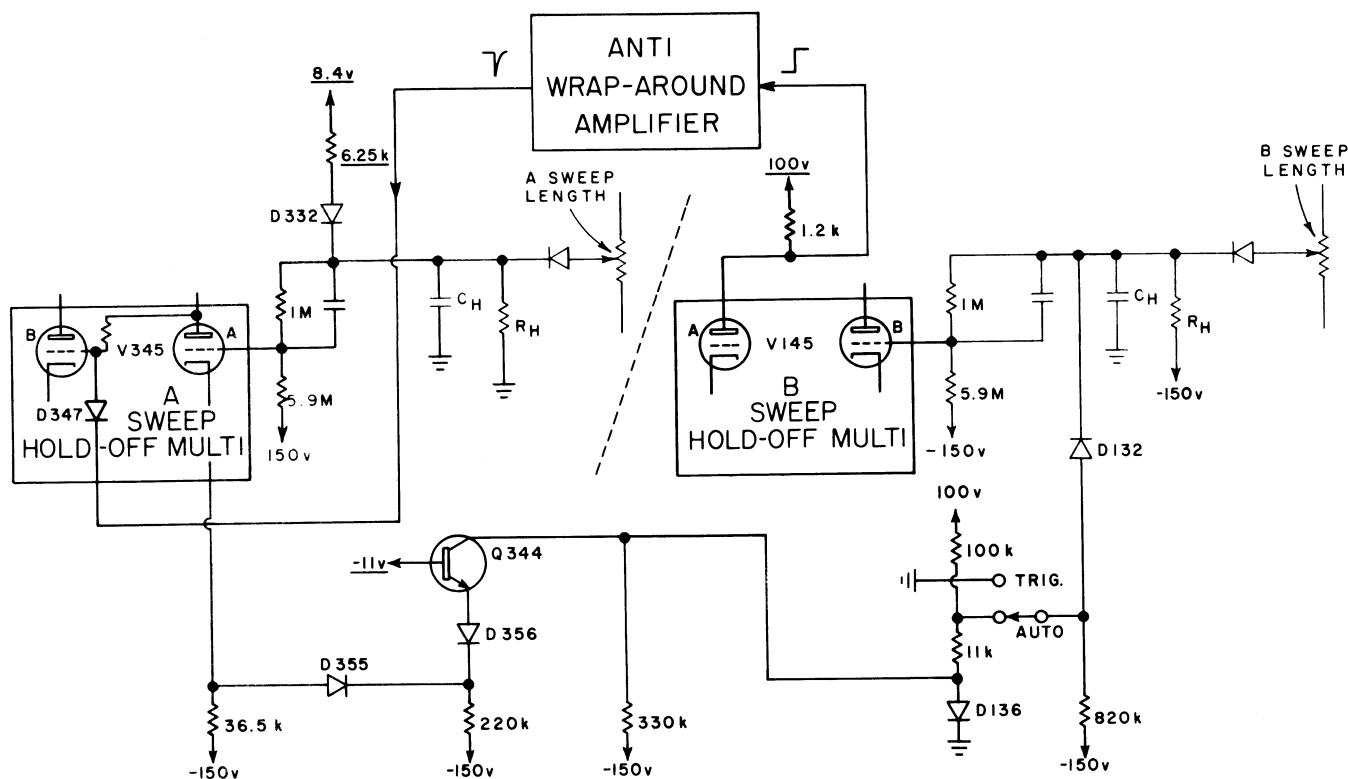 ANTI
WRAP-AROUND
AMPLIFIER
8.4v
6.25k
D332
A SWEEP
LENGTH
100v
1.2k
B SWEEP
LENGTH
1M
CH
RH
1M
CH
RH
-150v
B
V345
A
D347
A
SWEEP
HOLD-OFF MULTI
5.9M
150v
A
V145
B
B
SWEEP
HOLD-OFF MULTI
5.9M
-150v
D132
100v
100k
TRIG.
AUTO
11k
-11v
Q344
D356
D355
36.5k
-150v
220k
-150v
330k
-150v
D136
820k
-150v